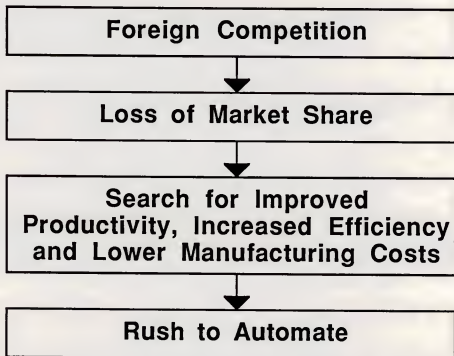 Foreign Competition
Loss of Market Share
Search for Improved
Productivity, Increased Efficiency
and Lower Manufacturing Costs
Rush to Automate